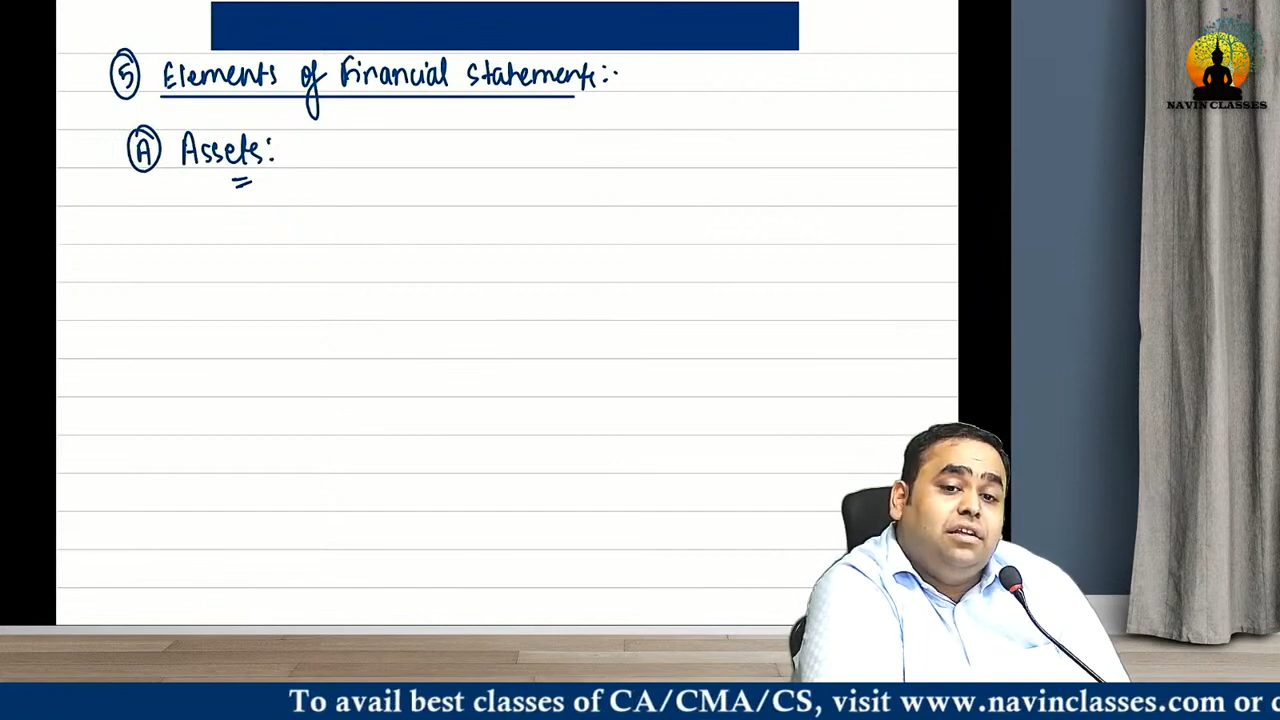 ⑤ Elements of Financial Statement:-
Ⓐ Assets:
NAVIN CLASSES
To avail best classes of CA/CMA/CS, visit www.navinclasses.com or